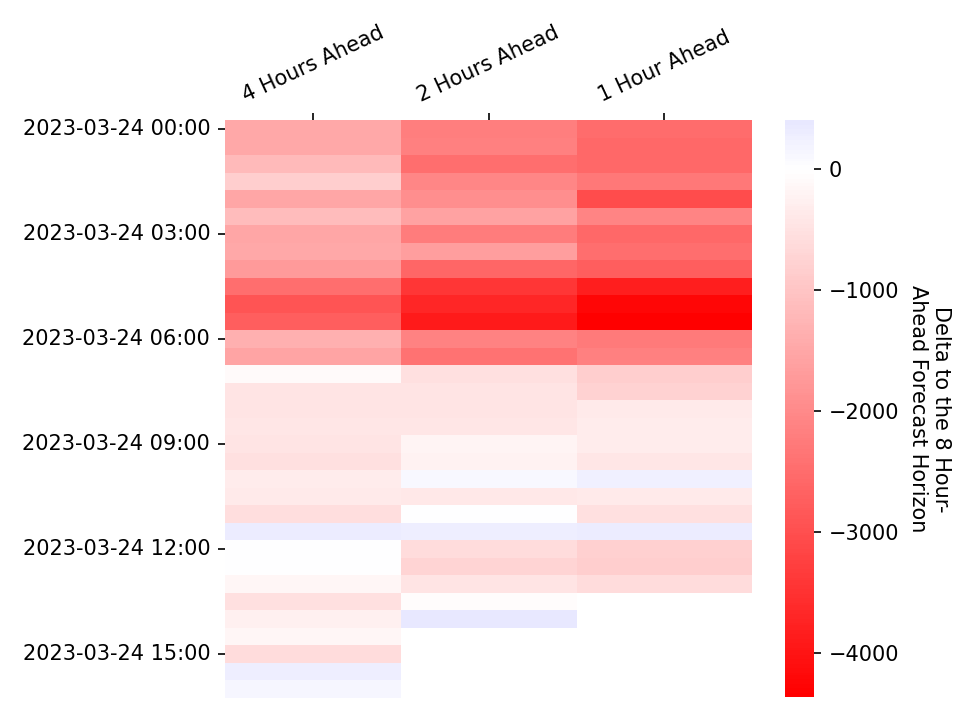 4 Hours Ahead
2 Hours Ahead
1 Hour Ahead
2023-03-24 00:00
2023-03-24 03:00
2023-03-24 06:00
2023-03-24 09:00
2023-03-24 12:00
2023-03-24 15:00
0
−1000
−2000
−3000
−4000
Delta to the 8 Hour-
Ahead Forecast Horizon